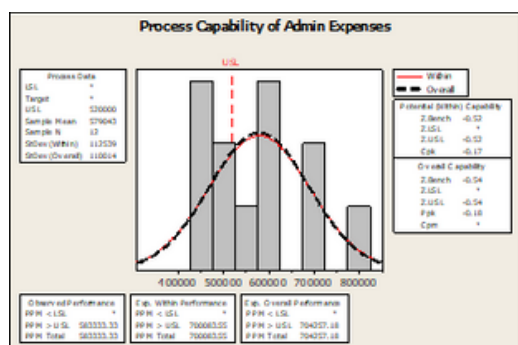 Process Capability of Admin Expenses
USL
Process Data
LSL *
Target *
USL 520000
Sample Mean 579043
Sample N 12
StDev (Within) 112539
StDev (Overall) 110014
Within
Overall
Potential (Within) Capability
Z.Bench -0.52
Z.LSL *
Z.USL -0.52
Cpk -0.17
Overall Capability
Z.Bench -0.54
Z.LSL *
Z.USL -0.54
Ppk -0.18
Cpm *
400000 500000 600000 700000 800000
Observed Performance
PPM < LSL *
PPM > USL 583333.33
PPM Total 583333.33
Exp. Within Performance
PPM < LSL *
PPM > USL 700083.55
PPM Total 700083.55
Exp. Overall Performance
PPM < LSL *
PPM > USL 704257.18
PPM Total 704257.18